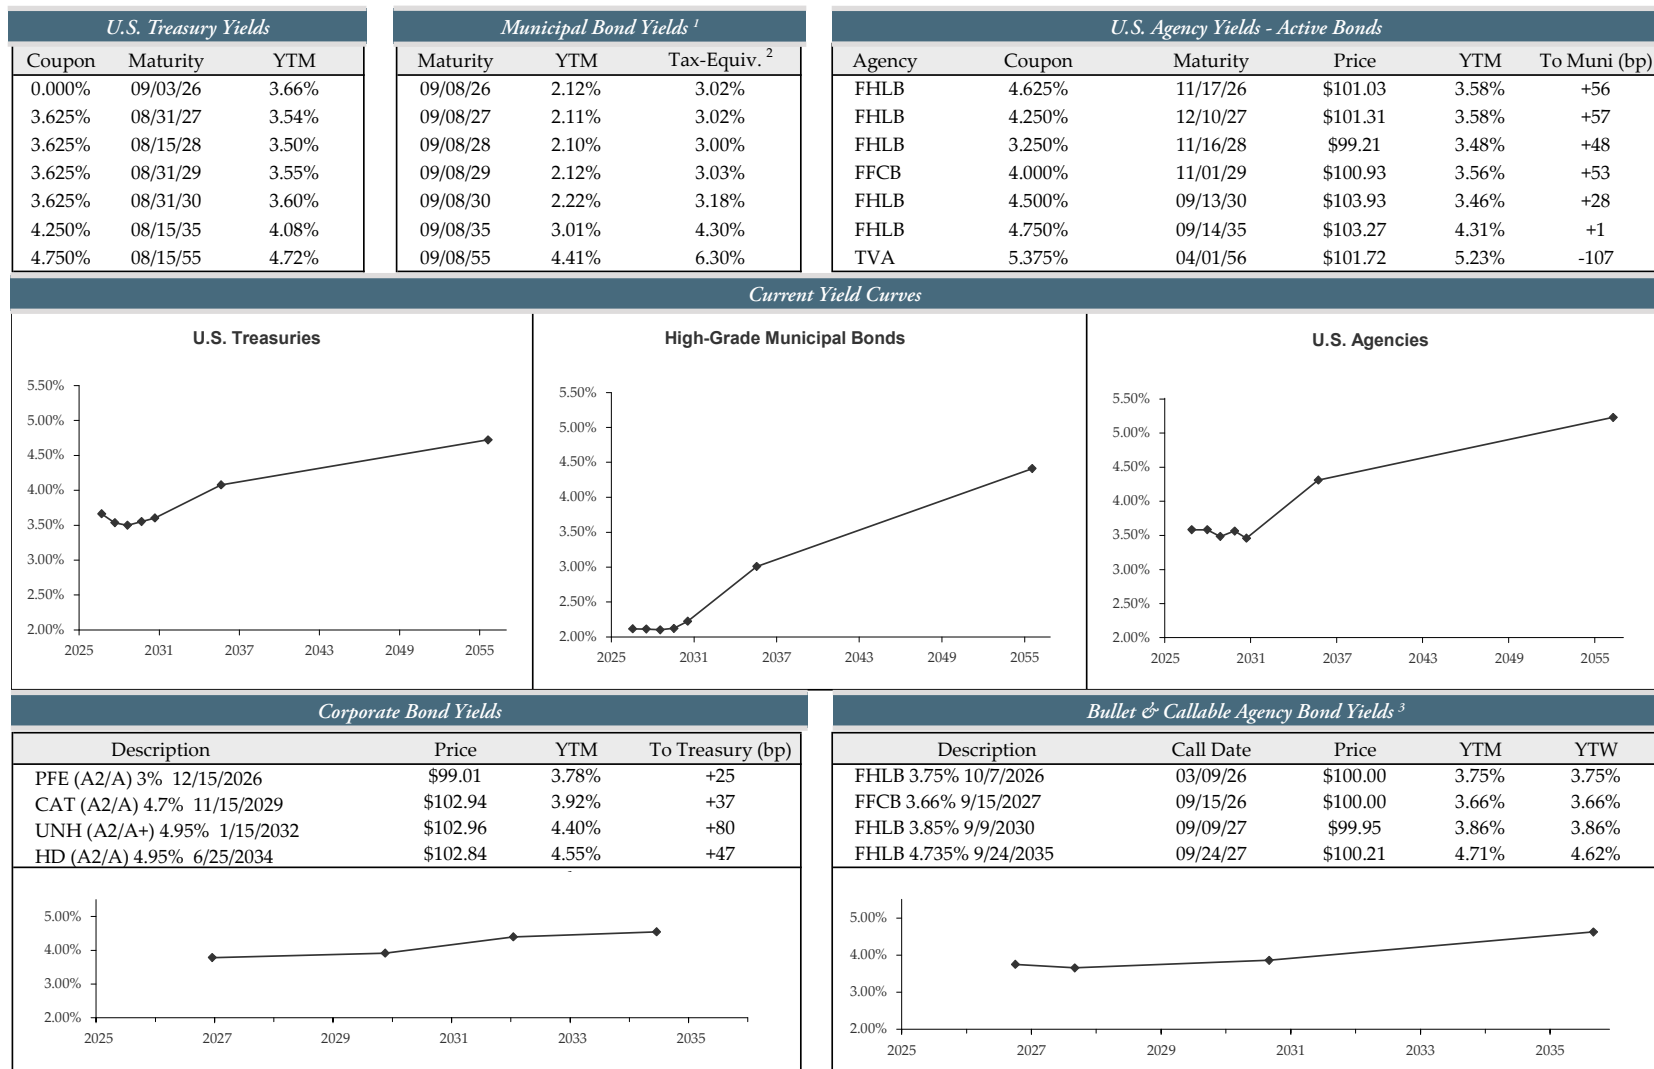 U.S. Treasury Yields
Coupon Maturity YTM
0.000% 09/03/26 3.66%
3.625% 08/31/27 3.54%
3.625% 08/15/28 3.50%
3.625% 08/31/29 3.55%
3.625% 08/31/30 3.60%
4.250% 08/15/35 4.08%
4.750% 08/15/55 4.72%
Municipal Bond Yields 1
Maturity YTM Tax-Equiv. 2
09/08/26 2.12% 3.02%
09/08/27 2.11% 3.02%
09/08/28 2.10% 3.00%
09/08/29 2.12% 3.03%
09/08/30 2.22% 3.18%
09/08/35 3.01% 4.30%
09/08/55 4.41% 6.30%
U.S. Agency Yields - Active Bonds
Agency Coupon Maturity Price YTM To Muni (bp)
FHLB 4.625% 11/17/26 $101.03 3.58% +56
FHLB 4.250% 12/10/27 $101.31 3.58% +57
FHLB 3.250% 11/16/28 $99.21 3.48% +48
FFCB 4.000% 11/01/29 $100.93 3.56% +53
FHLB 4.500% 09/13/30 $103.93 3.46% +28
FHLB 4.750% 09/14/35 $103.27 4.31% +1
TVA 5.375% 04/01/56 $101.72 5.23% -107
Current Yield Curves
U.S. Treasuries
5.50%
5.00%
4.50%
4.00%
3.50%
3.00%
2.50%
2.00%
2025 2031 2037 2043 2049 2055
High-Grade Municipal Bonds
5.50%
5.00%
4.50%
4.00%
3.50%
3.00%
2.50%
2.00%
2025 2031 2037 2043 2049 2055
U.S. Agencies
5.50%
5.00%
4.50%
4.00%
3.50%
3.00%
2.50%
2.00%
2025 2031 2037 2043 2049 2055
Corporate Bond Yields
Description Price YTM To Treasury (bp)
PFE (A2/A) 3% 12/15/2026 $99.01 3.78% +25
CAT (A2/A) 4.7% 11/15/2029 $102.94 3.92% +37
UNH (A2/A+) 4.95% 1/15/2032 $102.96 4.40% +80
HD (A2/A) 4.95% 6/25/2034 $102.84 4.55% +47
5.00%
4.00%
3.00%
2.00%
2025 2027 2029 2031 2033 2035
Bullet & Callable Agency Bond Yields 3
Description Call Date Price YTM YTW
FHLB 3.75% 10/7/2026 03/09/26 $100.00 3.75% 3.75%
FFCB 3.66% 9/15/2027 09/15/26 $100.00 3.66% 3.66%
FHLB 3.85% 9/9/2030 09/09/27 $99.95 3.86% 3.86%
FHLB 4.735% 9/24/2035 09/24/27 $100.21 4.71% 4.62%
5.00%
4.00%
3.00%
2.00%
2025 2027 2029 2031 2033 2035